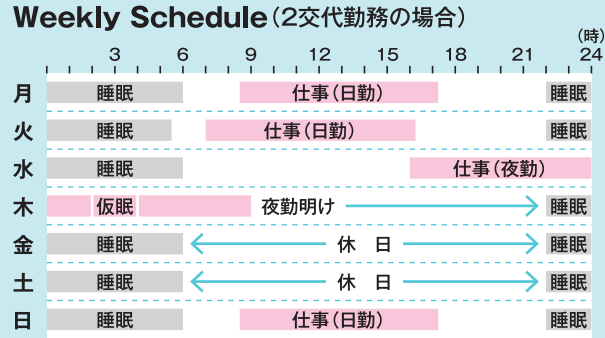 Weekly Schedule(2交代勤務の場合)
(時)
3 6 9 12 15 18 21 24
月 睡眠 仕事(日勤) 睡眠
火 睡眠 仕事(日勤) 睡眠
水 睡眠 仕事(夜勤)
木 仮眠 夜勤明け 睡眠
金 睡眠 休 日 睡眠
土 睡眠 休 日 睡眠
日 睡眠 仕事(日勤) 睡眠